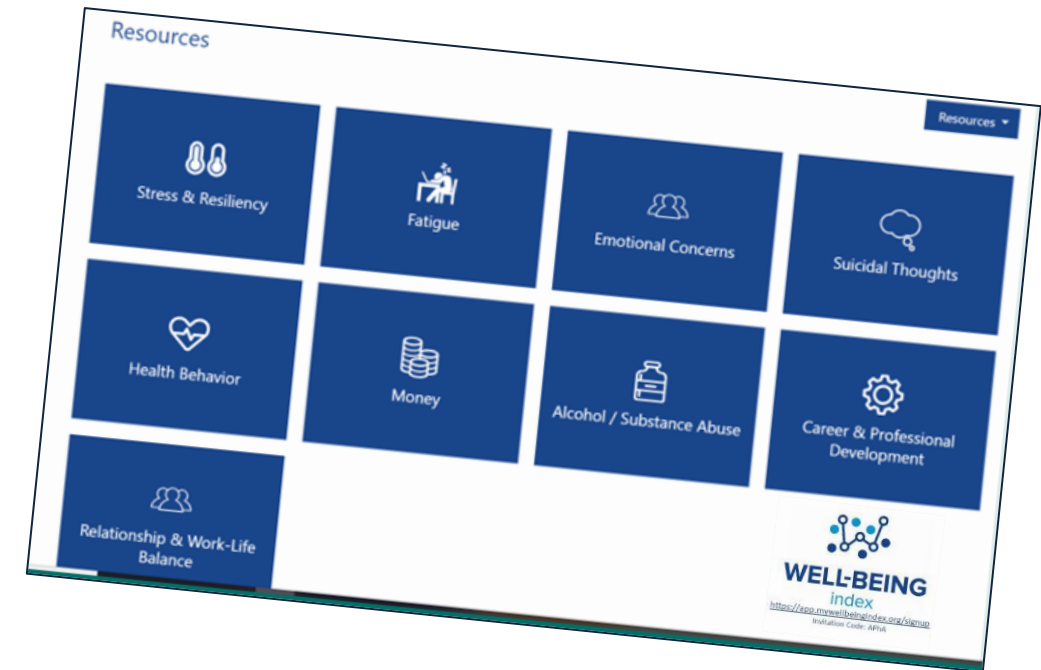 Resources
Resources
Stress & Resiliency
Fatigue
Emotional Concerns
Suicidal Thoughts
Health Behavior
Money
Alcohol / Substance Abuse
Career & Professional
Development
Relationship & Work-Life
Balance
WELL-BEING
index
https://app.mywellbeingindex.org/signup
Invitation Code: APhA